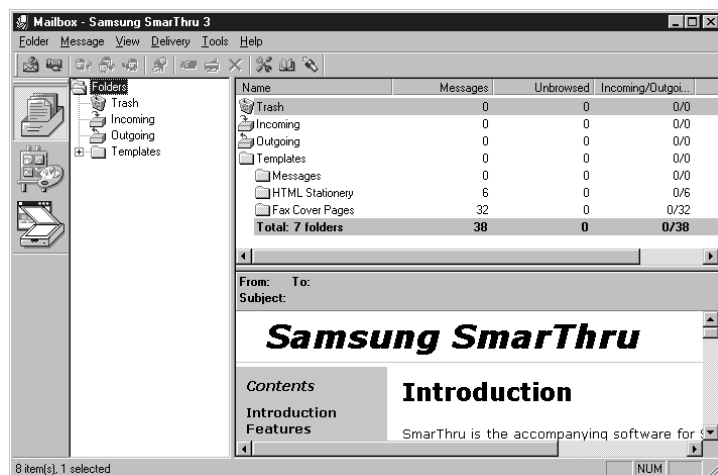 Mailbox - Samsung SmarThru 3
Folder Message View Delivery Tools Help
Folders
Trash
Incoming
Outgoing
Templates
Name Messages Unbrowsed Incoming/Outgoi...
Trash 0 0 0/0
Incoming 0 0 0/0
Outgoing 0 0 0/0
Templates 0 0 0/0
Messages 0 0 0/0
HTML Stationery 6 0 0/6
Fax Cover Pages 32 0 0/32
Total: 7 folders 38 0 0/38
From: To:
Subject:
Samsung SmarThru
Contents
Introduction
Features
Introduction
SmarThru is the accompanying software for
8 item(s), 1 selected NUM